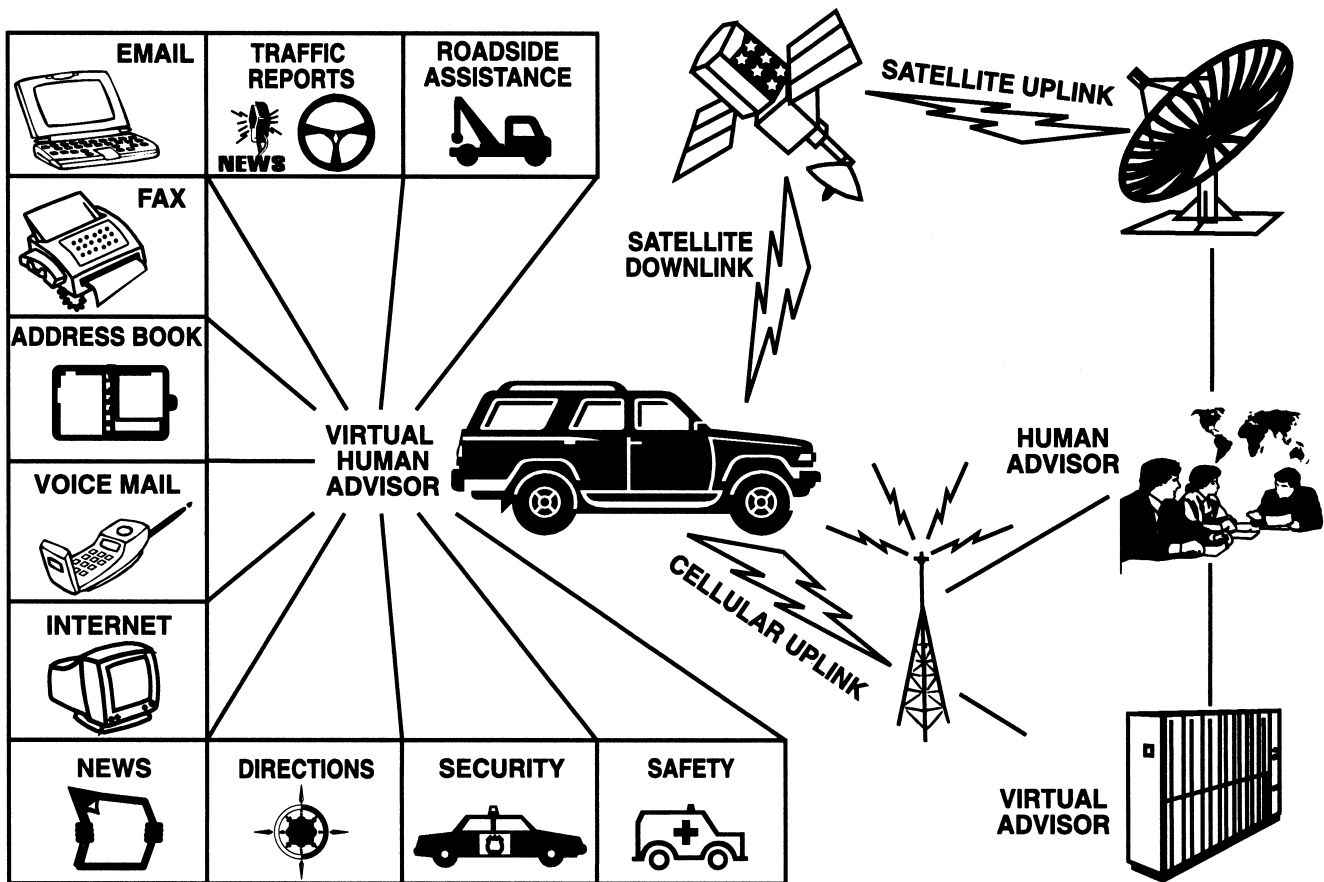 EMAIL
TRAFFIC
REPORTS
NEWS
ROADSIDE
ASSISTANCE
FAX
ADDRESS BOOK
VOICE MAIL
INTERNET
NEWS
DIRECTIONS
SECURITY
SAFETY
VIRTUAL
HUMAN
ADVISOR
SATELLITE UPLINK
SATELLITE
DOWNLINK
CELLULAR UPLINK
HUMAN
ADVISOR
VIRTUAL
ADVISOR